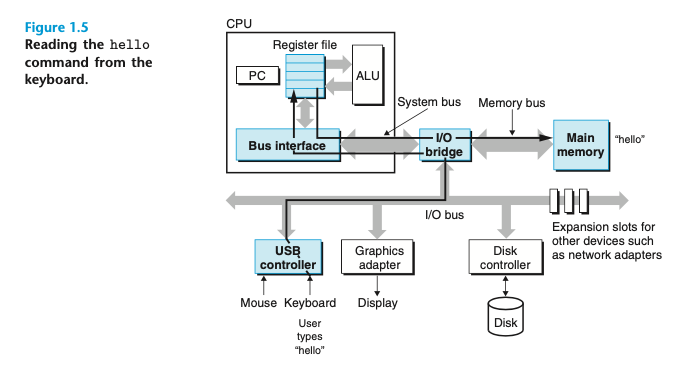 Figure 1.5
Reading the hello
command from the
keyboard.
CPU
Register file
PC
ALU
System bus
Memory bus
Bus interface
I/O
bridge
Main
memory
"hello"
I/O bus
Expansion slots for
other devices such
as network adapters
USB
controller
Graphics
adapter
Disk
controller
Mouse
Keyboard
Display
User
types
"hello"
Disk